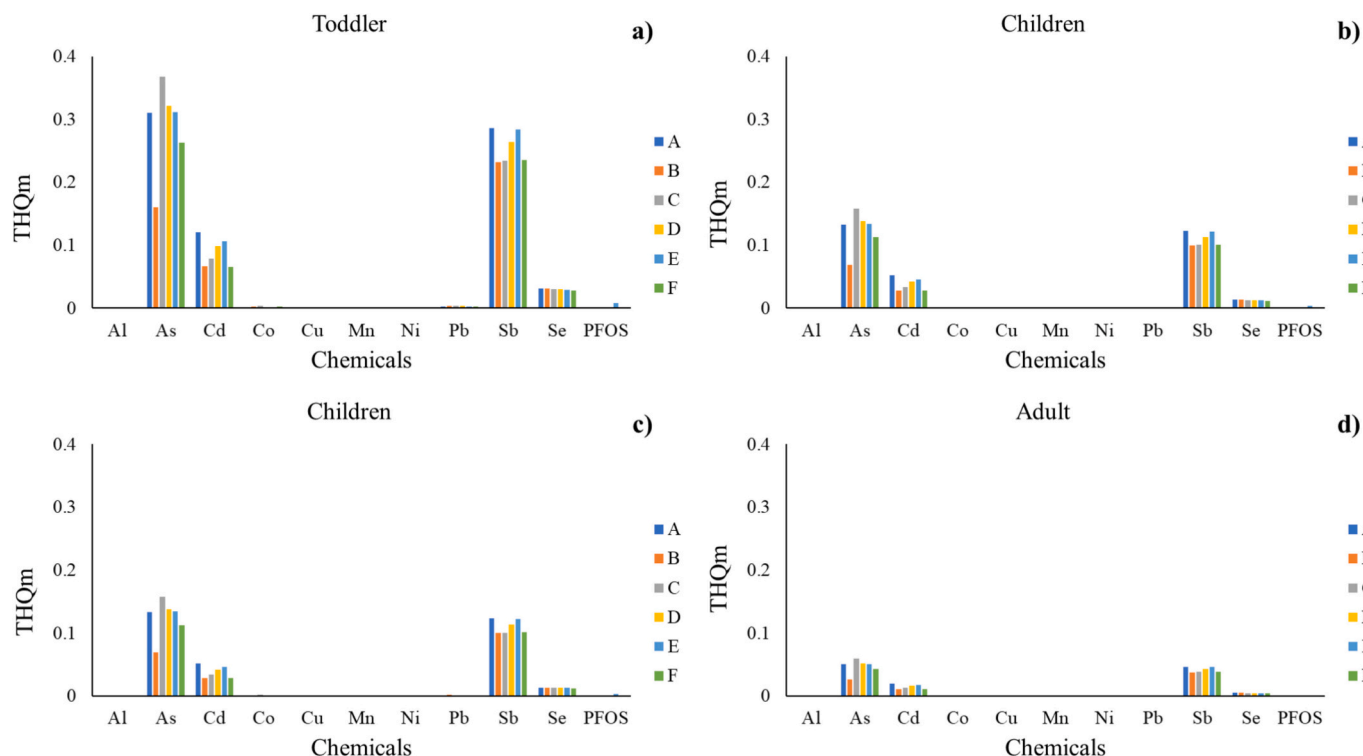 Toddler
a)
0.4
0.3
0.2
0.1
0
THQm
Al As Cd Co Cu Mn Ni Pb Sb Se PFOS
Chemicals
A
B
C
D
E
F
Children
b)
0.4
0.3
0.2
0.1
0
THQm
Al As Cd Co Cu Mn Ni Pb Sb Se PFOS
Chemicals
Children
c)
0.4
0.3
0.2
0.1
0
THQm
Al As Cd Co Cu Mn Ni Pb Sb Se PFOS
Chemicals
A
B
C
D
E
F
Adult
d)
0.4
0.3
0.2
0.1
0
THQm
Al As Cd Co Cu Mn Ni Pb Sb Se PFOS
Chemicals